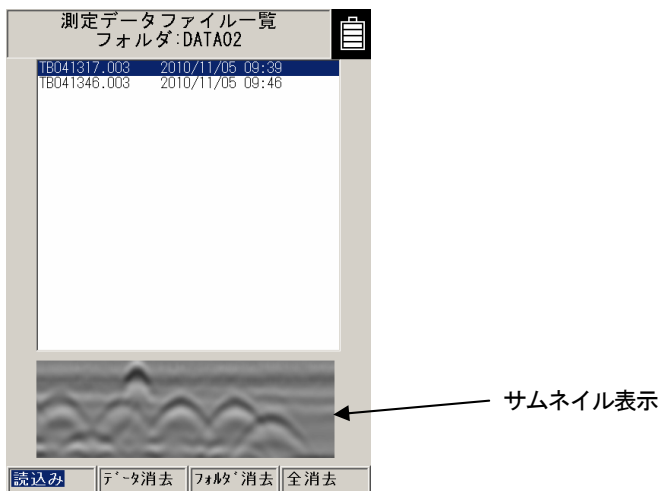 測定データファイル一覧
フォルダ:DATA02
TB041317.003 2010/11/05 09:39
TB041346.003 2010/11/05 09:46
サムネイル表示
読込み ﾃﾞｰﾀ消去 ﾌｫﾙﾀﾞ消去 全消去